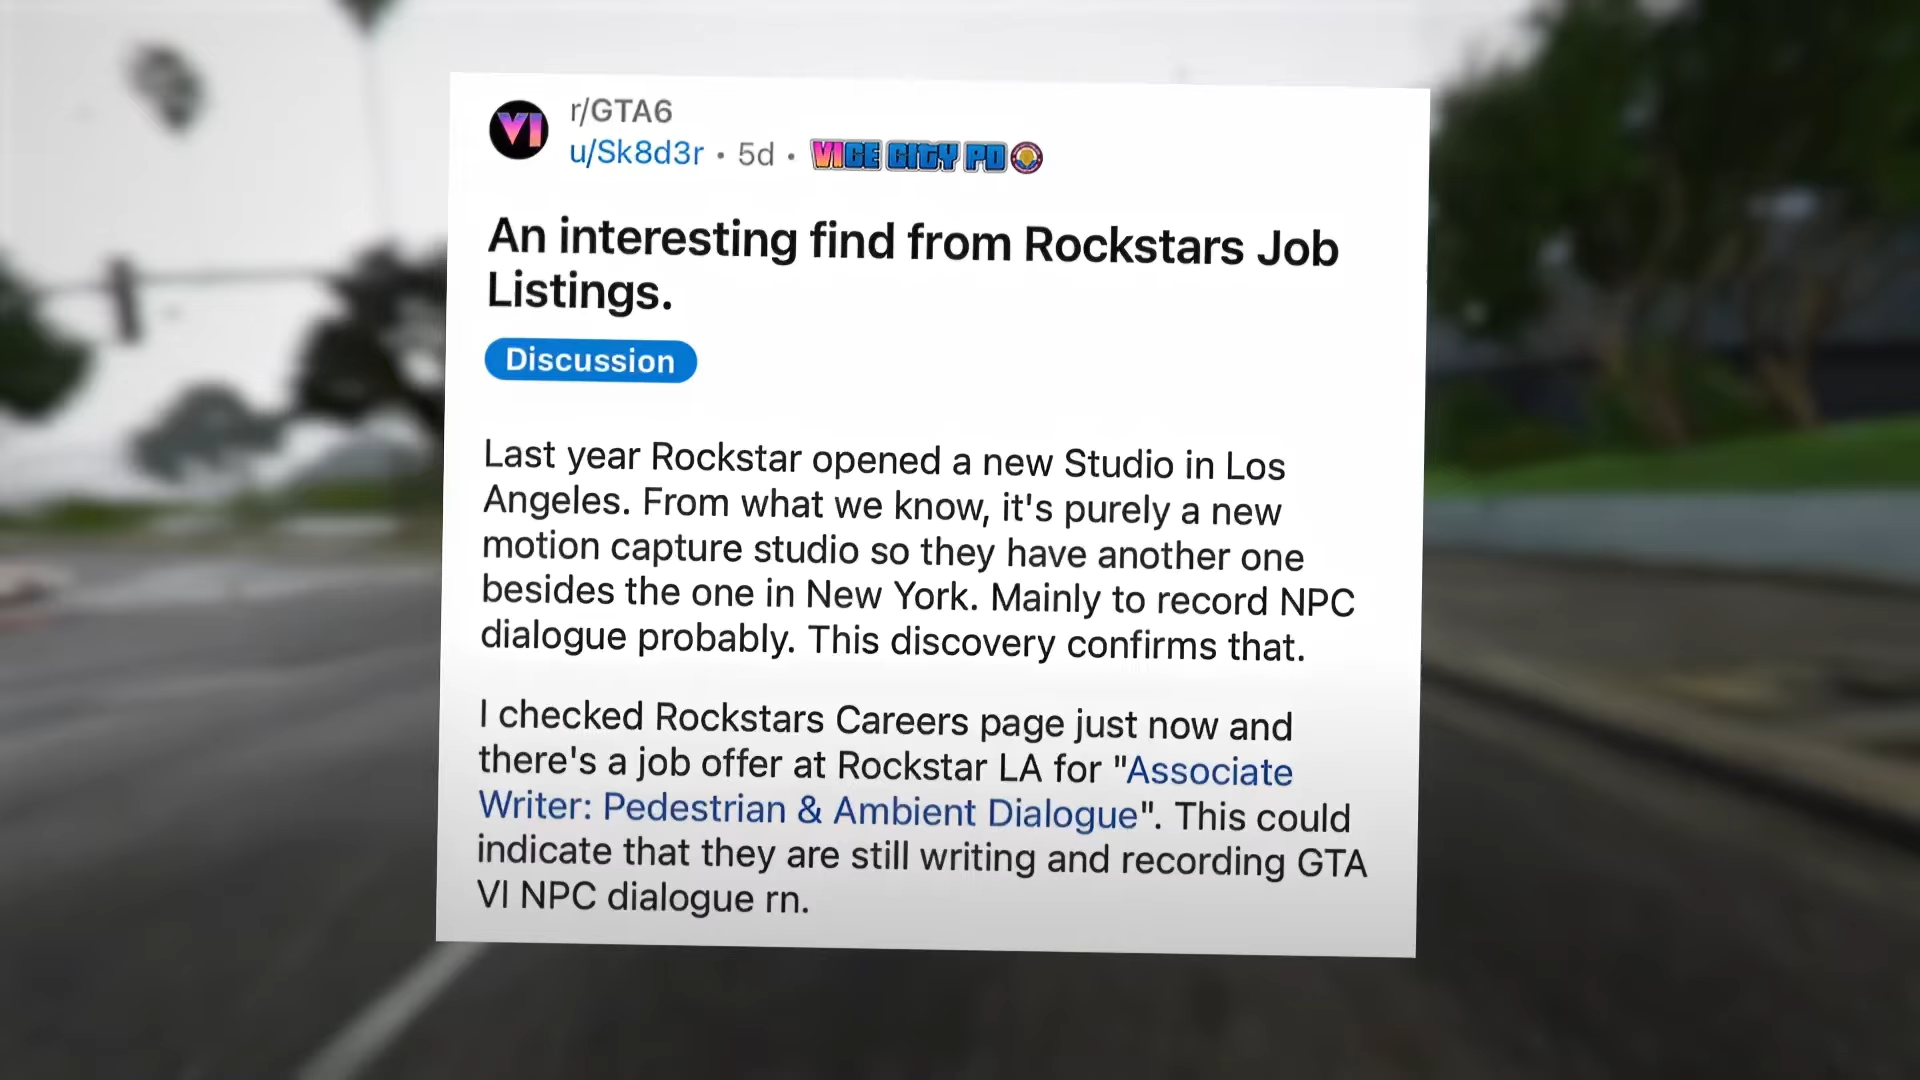 VI
r/GTA6
u/Sk8d3r • 5d • VICE CITY PD
An interesting find from Rockstars Job
Listings.
Discussion
Last year Rockstar opened a new Studio in Los
Angeles. From what we know, it's purely a new
motion capture studio so they have another one
besides the one in New York. Mainly to record NPC
dialogue probably. This discovery confirms that.
I checked Rockstars Careers page just now and
there's a job offer at Rockstar LA for "Associate
Writer: Pedestrian & Ambient Dialogue". This could
indicate that they are still writing and recording GTA
VI NPC dialogue rn.